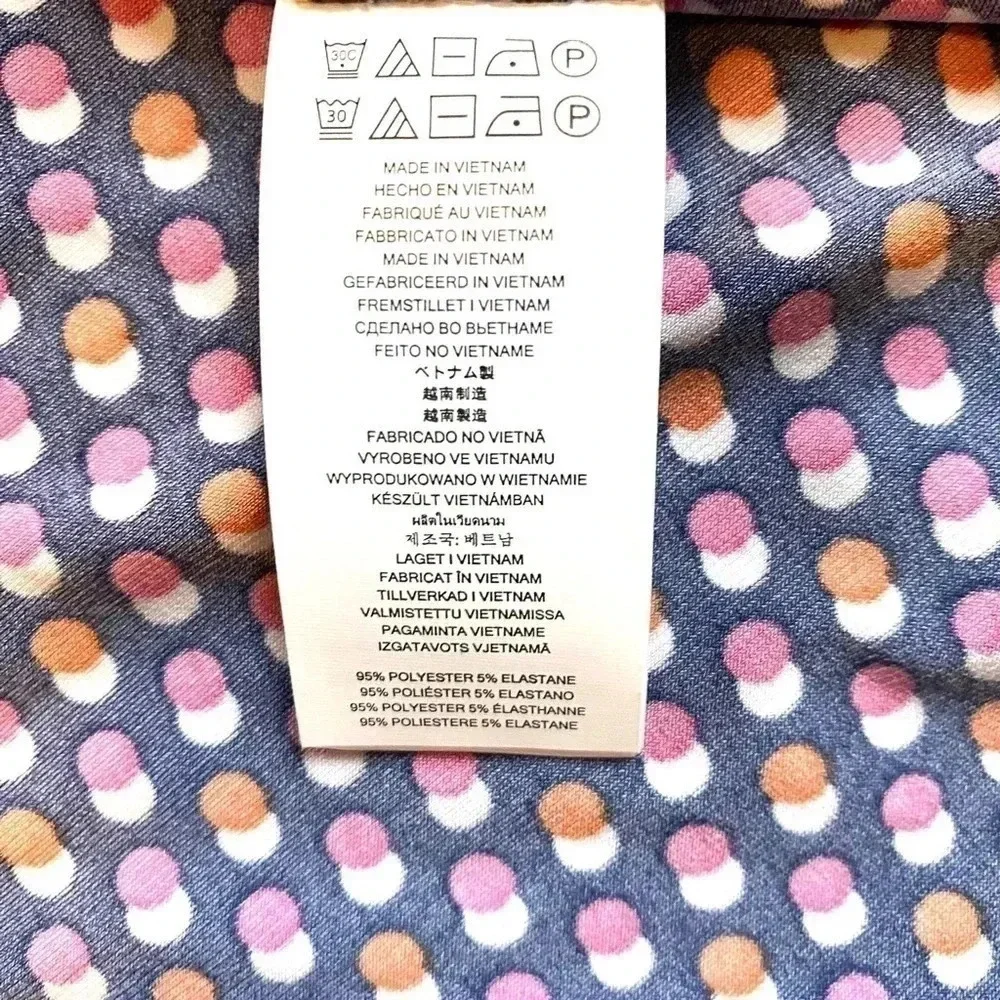 30C P
30 P
MADE IN VIETNAM
HECHO EN VIETNAM
FABRIQUÉ AU VIETNAM
FABBRICATO IN VIETNAM
MADE IN VIETNAM
GEFABRICEERD IN VIETNAM
FREMSTILLET I VIETNAM
СДЕЛАНО ВО ВЬЕТНАМЕ
FEITO NO VIETNAME
ベトナム製
越南制造
越南製造
FABRICADO NO VIETNÃ
VYROBENO VE VIETNAMU
WYPRODUKOWANO W WIETNAMIE
KÉSZÜLT VIETNÁMBAN
ผลิตในเวียดนาม
제조국: 베트남
LAGET I VIETNAM
FABRICAT ÎN VIETNAM
TILLVERKAD I VIETNAM
VALMISTETTU VIETNAMISSA
PAGAMINTA VIETNAME
IZGATAVOTS VJETNAMĀ
95% POLYESTER 5% ELASTANE
95% POLIÉSTER 5% ELASTANO
95% POLYESTER 5% ÉLASTHANNE
95% POLIESTERE 5% ELASTANE